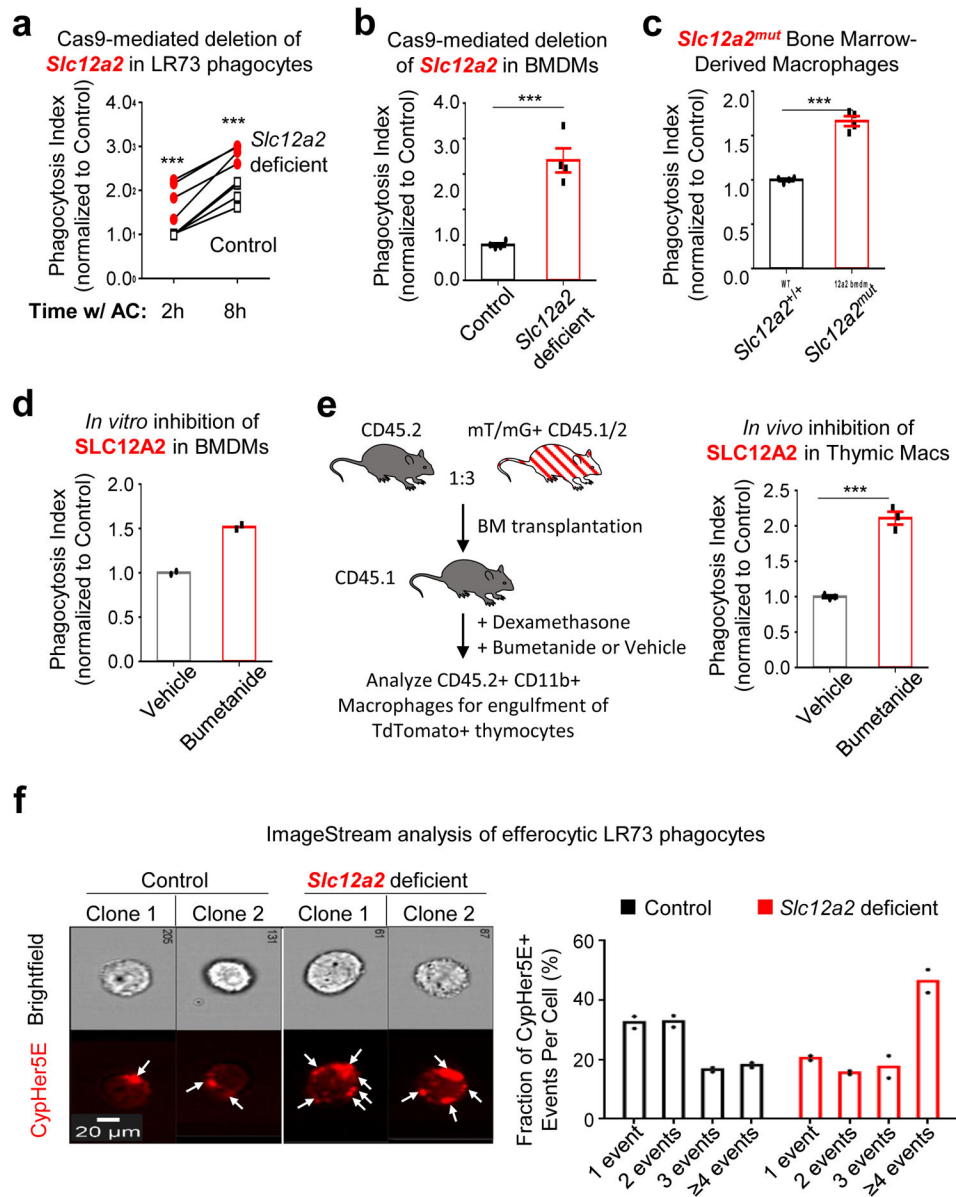 a
Cas9-mediated deletion of
Slc12a2 in LR73 phagocytes
Phagocytosis Index
(normalized to Control)
4.0
3.0
2.0
1.0
0.0
***
***
Slc12a2
deficient
Control
Time w/ AC: 2h 8h
b
Cas9-mediated deletion
of Slc12a2 in BMDMs
Phagocytosis Index
(normalized to Control)
4.0
3.0
2.0
1.0
0.0
***
Control
Slc12a2
deficient
c
Slc12a2mut Bone Marrow-
Derived Macrophages
Phagocytosis Index
(normalized to Control)
2.0
1.5
1.0
0.5
0.0
***
WT
12a2 bmdm
Slc12a2+/+
Slc12a2mut
d
In vitro inhibition of
SLC12A2 in BMDMs
Phagocytosis Index
(normalized to Control)
2.0
1.5
1.0
0.5
0.0
Vehicle
Bumetanide
e
CD45.2
mT/mG+ CD45.1/2
1:3
BM transplantation
CD45.1
+ Dexamethasone
+ Bumetanide or Vehicle
Analyze CD45.2+ CD11b+
Macrophages for engulfment of
TdTomato+ thymocytes
In vivo inhibition of
SLC12A2 in Thymic Macs
Phagocytosis Index
(normalized to Control)
2.5
2.0
1.5
1.0
0.5
0.0
***
Vehicle
Bumetanide
f
ImageStream analysis of efferocytic LR73 phagocytes
Control
Slc12a2 deficient
Clone 1 Clone 2 Clone 1 Clone 2
Brightfield
205
131
61
87
CypHer5E
20 µm
Control
Slc12a2 deficient
Fraction of CypHer5E+
Events Per Cell (%)
60
40
20
0
1 event
2 events
3 events
≥4 events
1 event
2 events
3 events
≥4 events